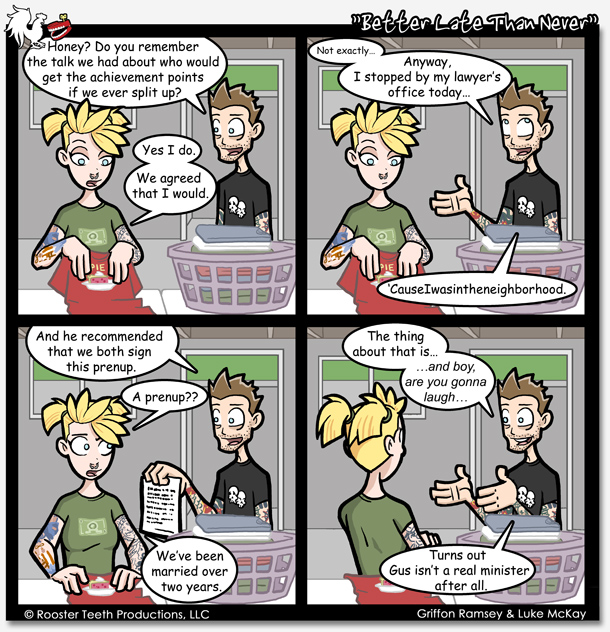 "Better Late Than Never"
Honey? Do you remember
the talk we had about who would
get the achievement points
if we ever split up?
Yes I do.
We agreed
that I would.
PIE
Not exactly…
Anyway,
I stopped by my lawyer's
office today…
'CauseIwasintheneighborhood.
PIE
And he recommended
that we both sign
this prenup.
A prenup??
We've been
married over
two years.
The thing
about that is…
…and boy,
are you gonna
laugh…
Turns out
Gus isn't a real minister
after all.
© Rooster Teeth Productions, LLC
Griffon Ramsey & Luke McKay